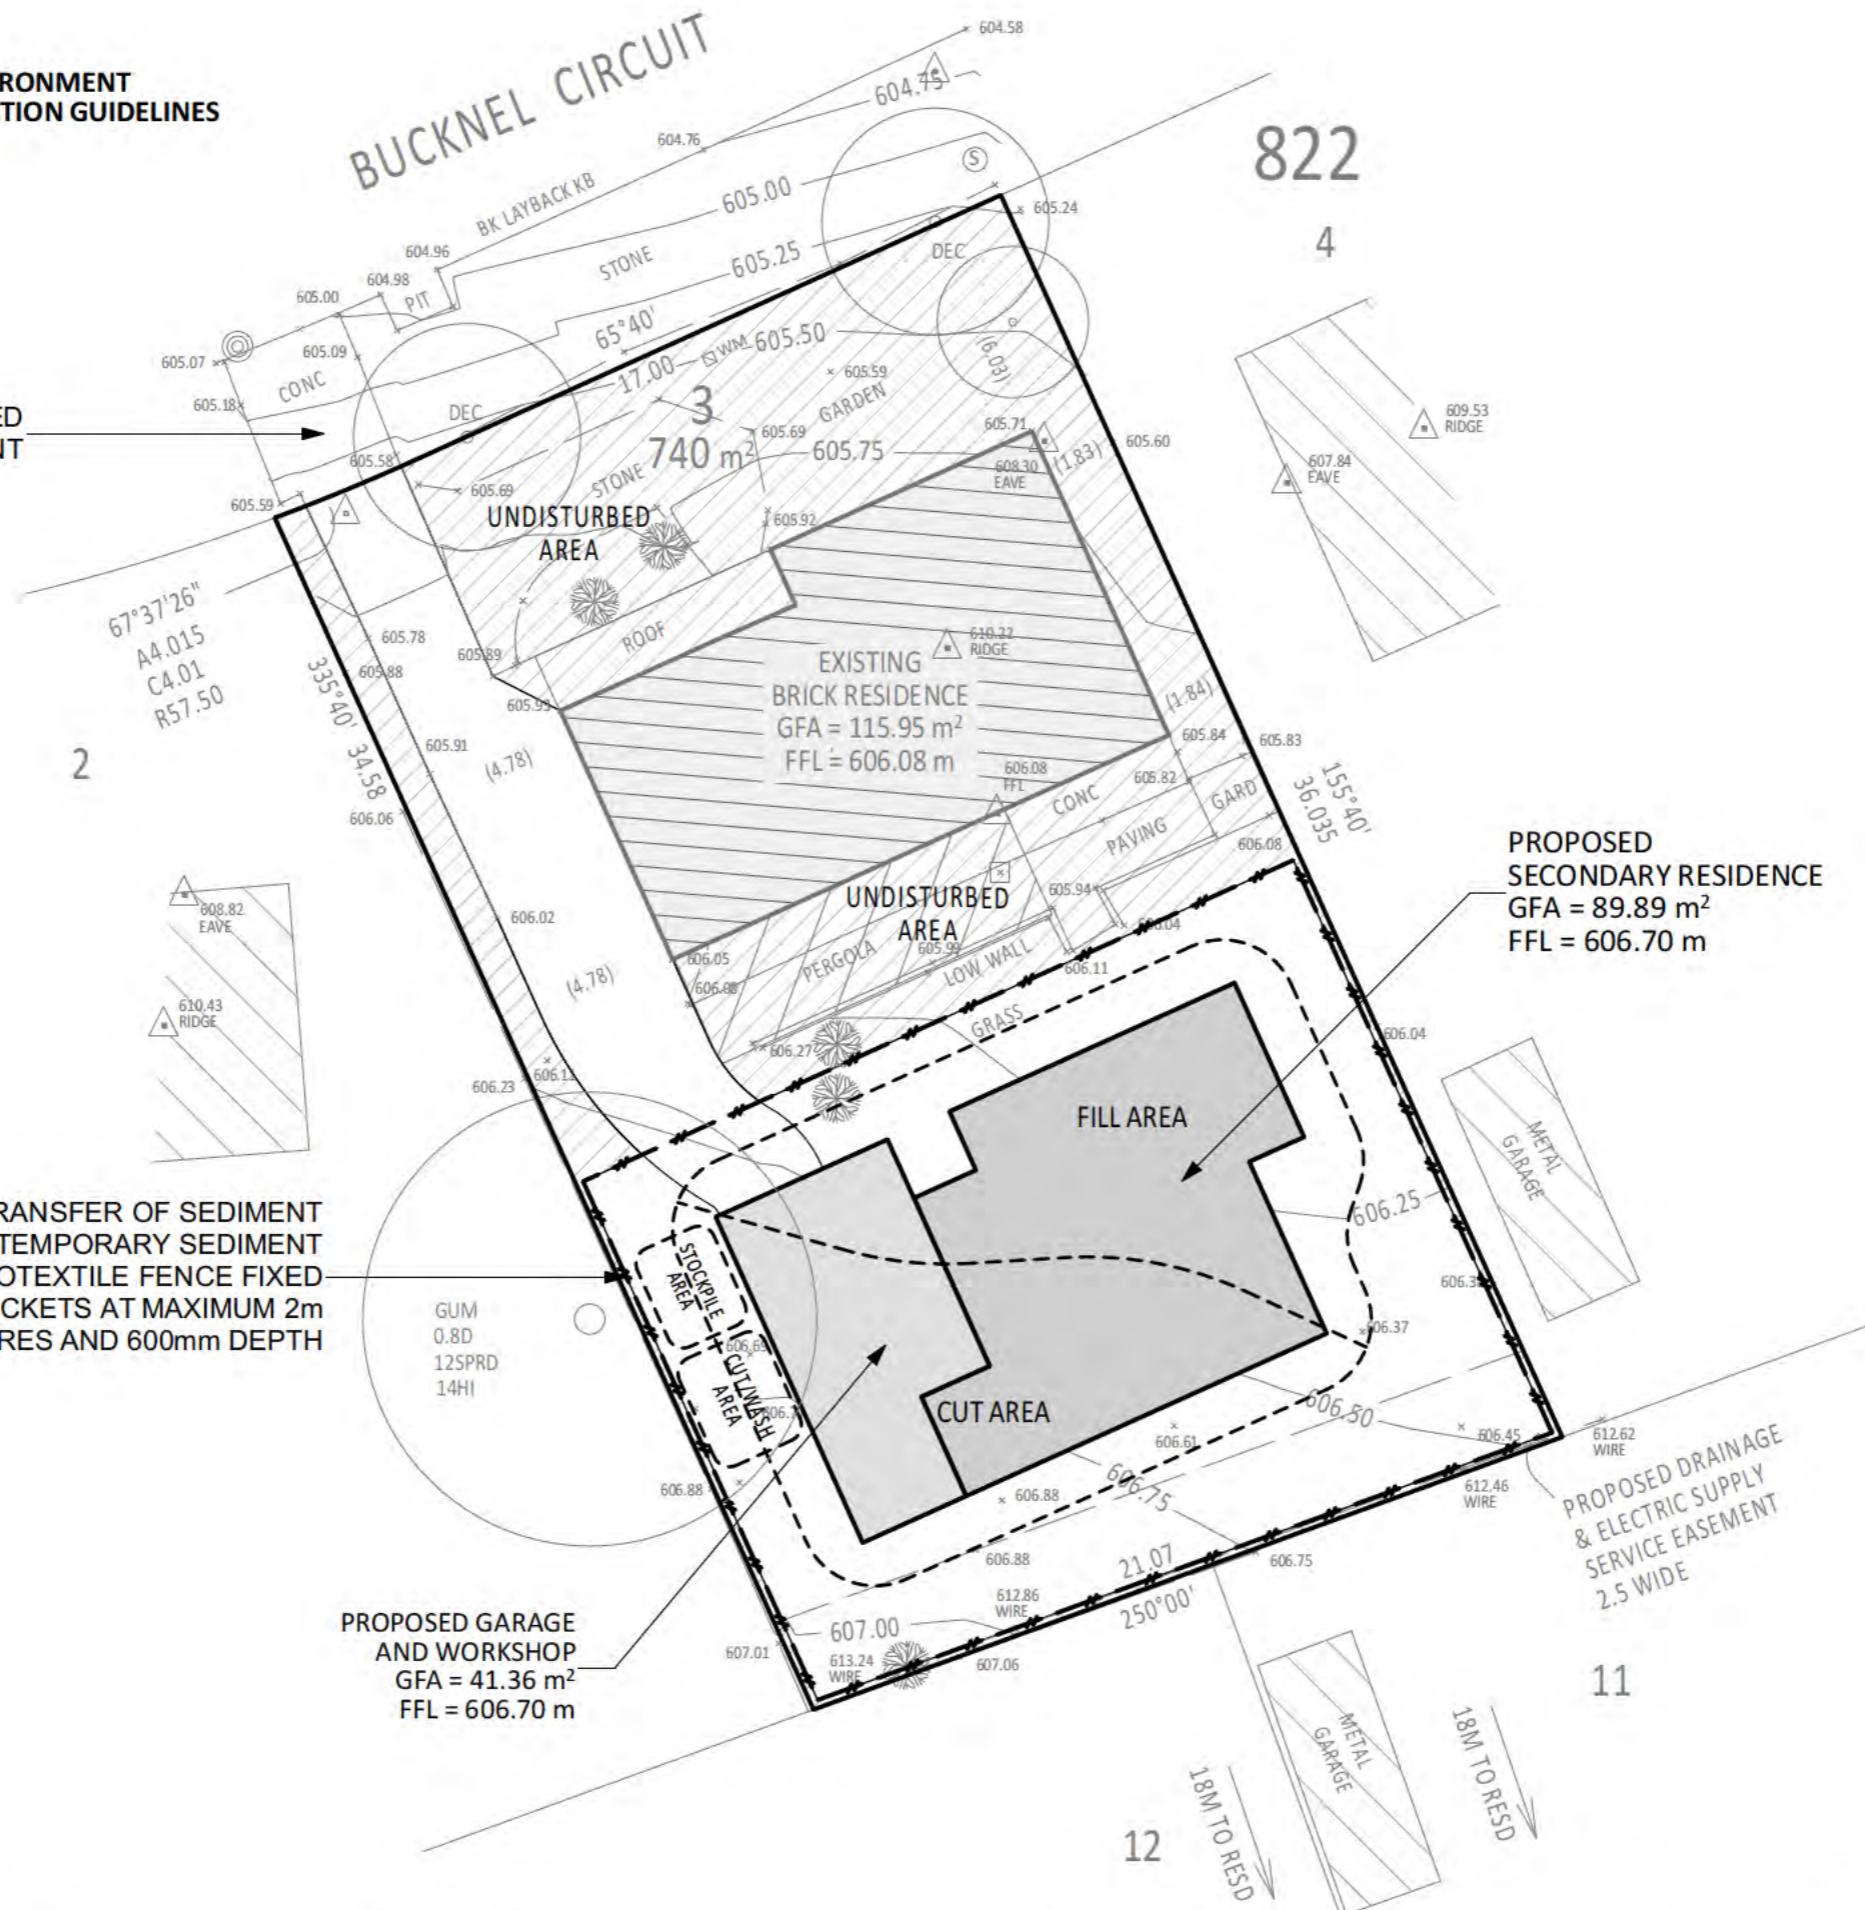 RONMENT
TION GUIDELINES
BUCKNEL CIRCUIT
604.58
604.75
604.76
822
4
BK LAYBACK KB
605.00
605.24
604.96
STONE
605.25
DEC
604.98
605.00
PIT
65°40'
605.07
605.09
CONC
17.00
WM
605.50
(6.03)
605.59
605.18
DEC
3
GARDEN
609.53
RIDGE
ED
NT
605.58
740 m²
605.69
605.75
605.71
605.60
608.30
EAVE
(1.83)
607.84
EAVE
605.59
605.69
STONE
UNDISTURBED
AREA
605.92
67°37'26"
A4.015
C4.01
R57.50
605.78
605.89
ROOF
610.22
RIDGE
605.88
335°40'
34.58
605.93
EXISTING
BRICK RESIDENCE
GFA = 115.95 m²
FFL = 606.08 m
(1.84)
2
605.91
(4.78)
605.84
605.83
606.08
FFL
605.82
155°40'
36.035
606.06
CONC
GARD
PAVING
606.08
PROPOSED
SECONDARY RESIDENCE
GFA = 89.89 m²
FFL = 606.70 m
608.82
EAVE
606.02
UNDISTURBED
AREA
605.94
606.05
PERGOLA
605.99
LOW WALL
606.11
(4.78)
610.43
RIDGE
GRASS
606.04
606.27
606.23
FILL AREA
METAL
GARAGE
RANSFER OF SEDIMENT
TEMPORARY SEDIMENT
OTEXTILE FENCE FIXED
CKETS AT MAXIMUM 2m
RES AND 600mm DEPTH
606.25
STOCKPILE
AREA
GUM
0.8D
12SPRD
14HI
606.69
606.37
CUT/WASH
AREA
CUT AREA
606.50
606.61
606.45
612.62
WIRE
606.88
606.88
606.75
612.46
WIRE
PROPOSED DRAINAGE
& ELECTRIC SUPPLY
SERVICE EASEMENT
2.5 WIDE
606.88
21.07
606.75
612.86
WIRE
250°00'
PROPOSED GARAGE
AND WORKSHOP
GFA = 41.36 m²
FFL = 606.70 m
607.00
607.01
613.24
WIRE
607.06
11
METAL
GARAGE
18M TO RESD
12
18M TO RESD